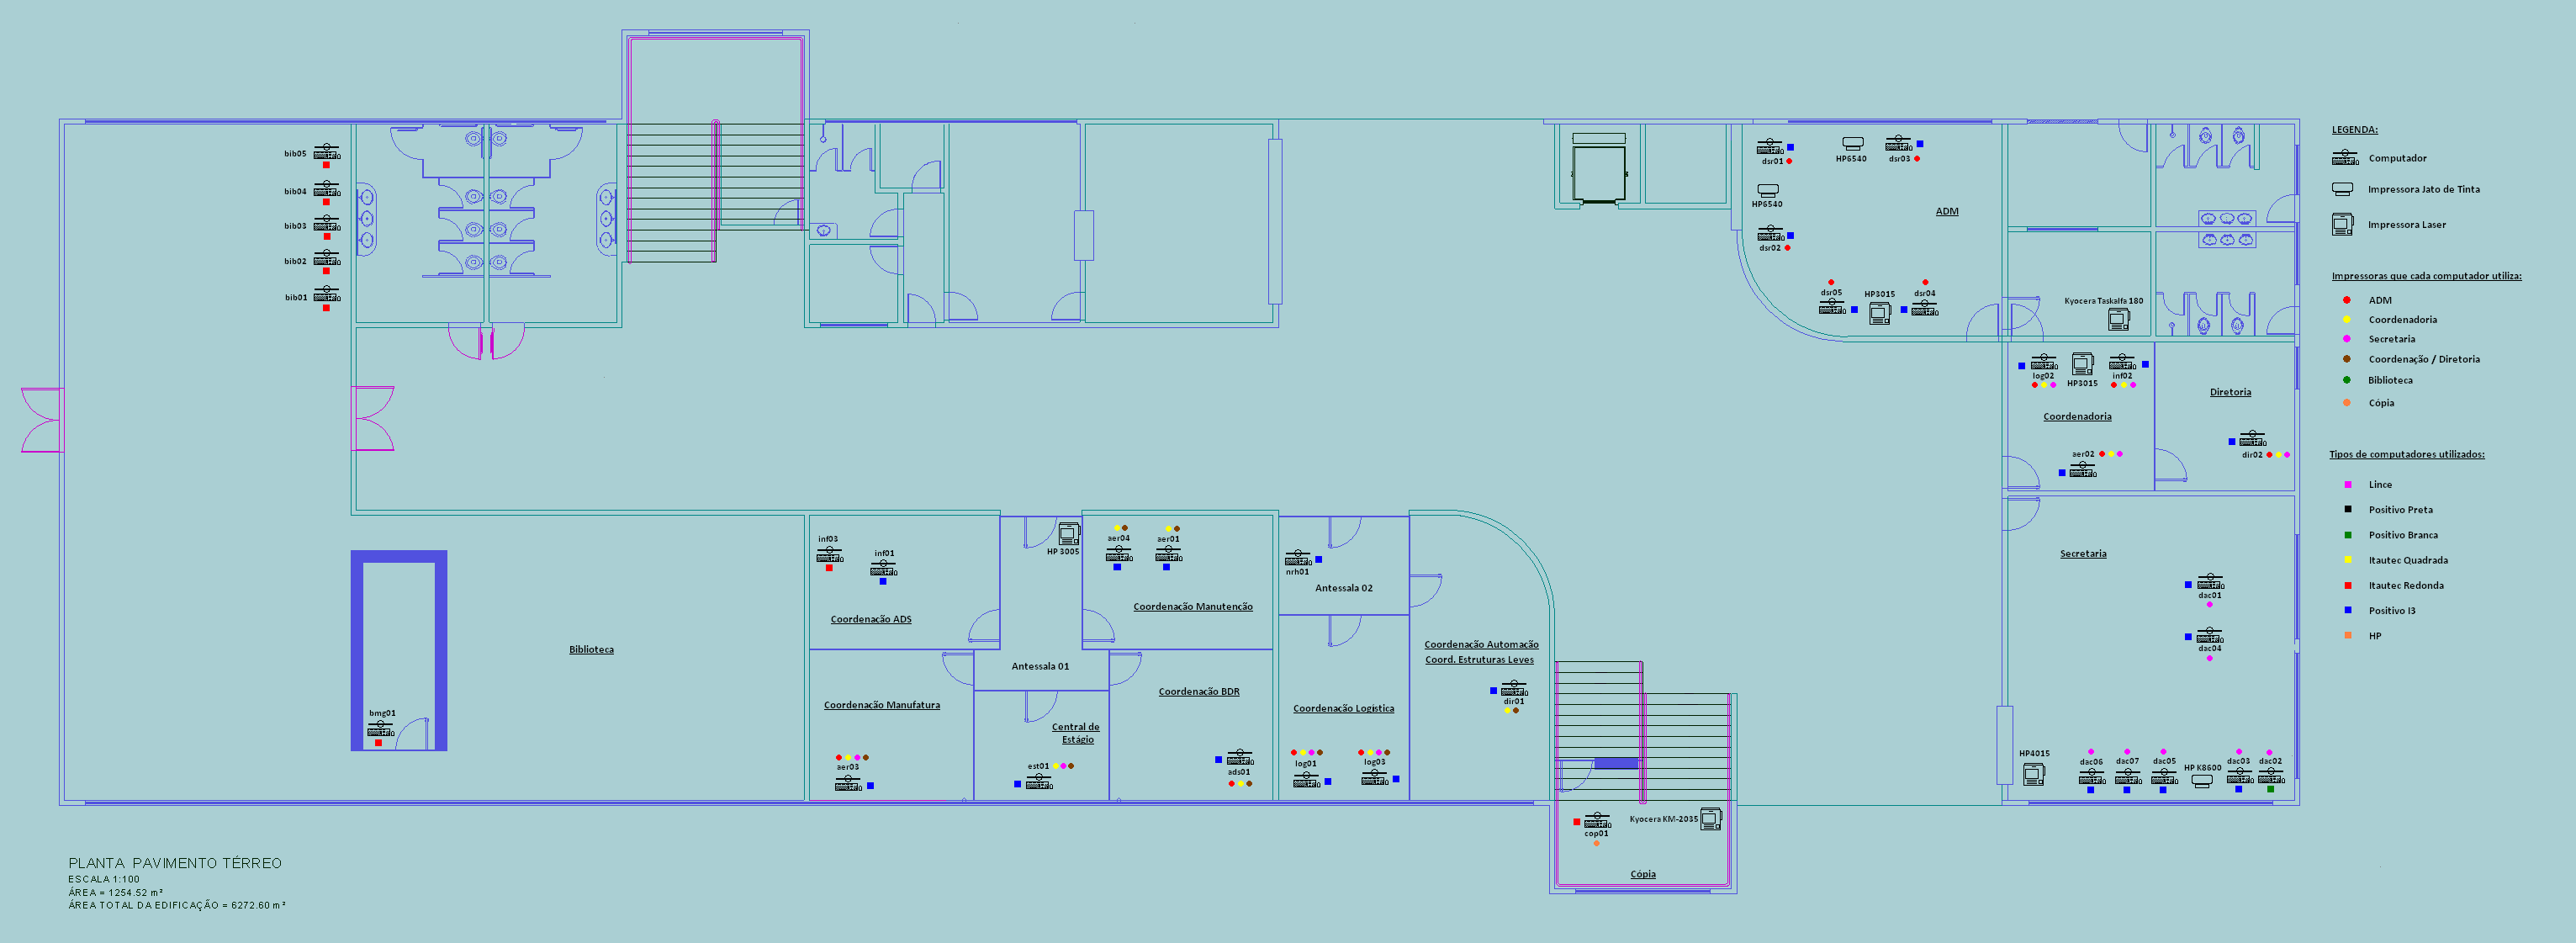 bib05
bib04
bib03
bib02
bib01
dsr01
HP6540
dsr03
HP6540
ADM
dsr02
dsr05
HP3015
dsr04
Kyocera Taskalfa 180
log02
HP3015
inf02
Coordenadoria
Diretoria
aer02
dir02
LEGENDA:
Computador
Impressora Jato de Tinta
Impressora Laser
Impressoras que cada computador utiliza:
ADM
Coordenadoria
Secretaria
Coordenação / Diretoria
Biblioteca
Cópia
Tipos de computadores utilizados:
Lince
Positivo Preta
Positivo Branca
Itautec Quadrada
Itautec Redonda
Positivo I3
HP
inf03
inf01
Coordenação ADS
HP 3005
aer04
aer01
Coordenação Manutencão
nrh01
Antessala 02
Secretaria
dac01
dac04
Biblioteca
Antessala 01
Coordenação Automacão
Coord. Estruturas Leves
Coordenação Manufatura
Coordenacão BDR
Coordenacão Logística
dir01
bmg01
Central de
Estágio
aer03
est01
ads01
log01
log03
HP4015
dac06
dac07
dac05
HP K8600
dac03
dac02
cop01
Kyocera KM-2035
Cópia
PLANTA PAVIMENTO TÉRREO
ESCALA 1:100
ÁREA = 1254.52 m²
ÁREA TOTAL DA EDIFICAÇÃO = 6272.60 m²